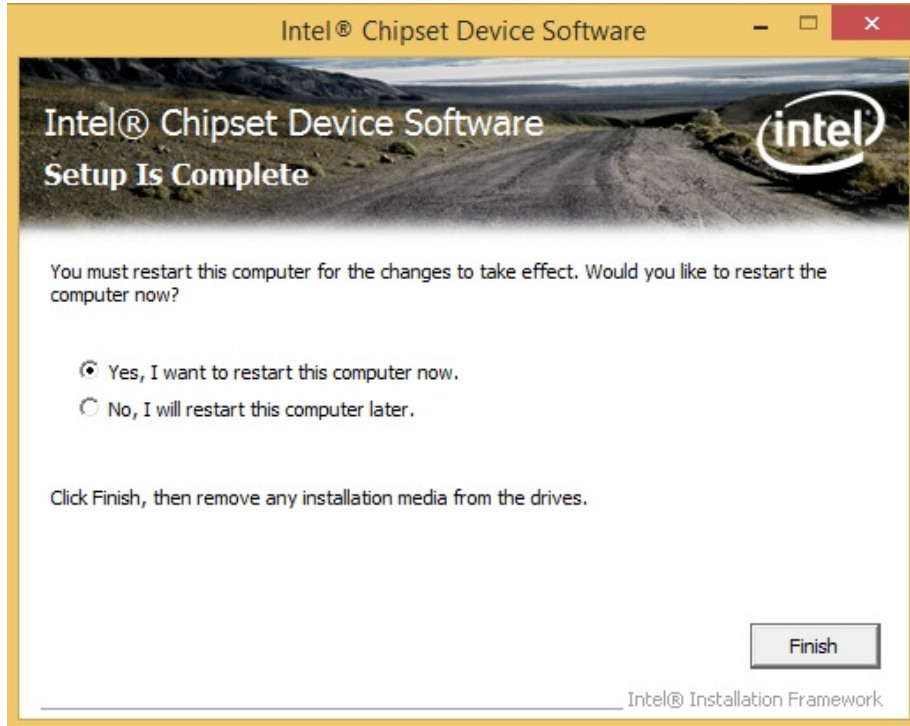 Intel® Chipset Device Software
Intel® Chipset Device Software
intel
Setup Is Complete
You must restart this computer for the changes to take effect. Would you like to restart the
computer now?
Yes, I want to restart this computer now.
No, I will restart this computer later.
Click Finish, then remove any installation media from the drives.
Finish
Intel® Installation Framework